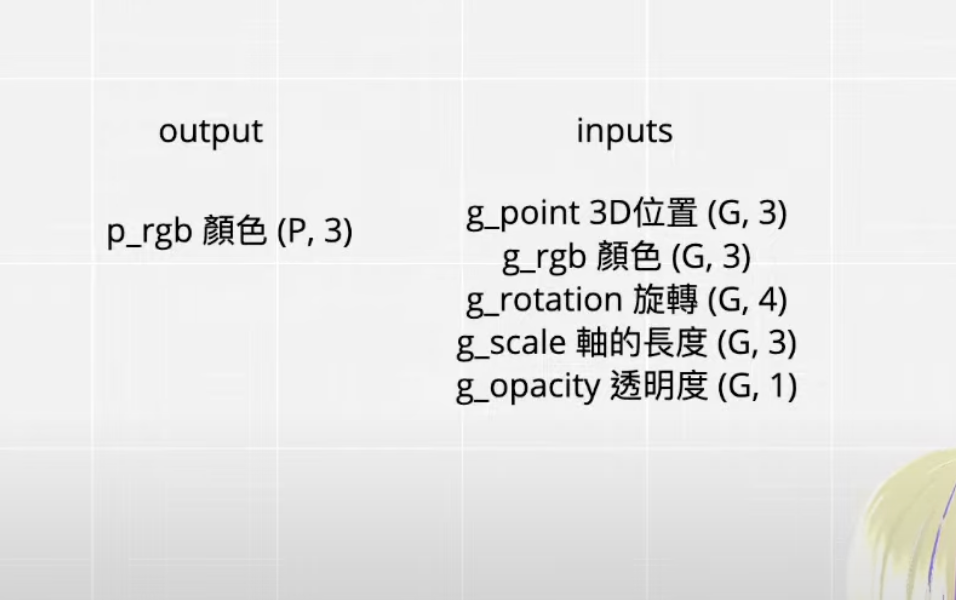 output
p_rgb 顏色 (P, 3)
inputs
g_point 3D位置 (G, 3)
g_rgb 顏色 (G, 3)
g_rotation 旋轉 (G, 4)
g_scale 軸的長度 (G, 3)
g_opacity 透明度 (G, 1)